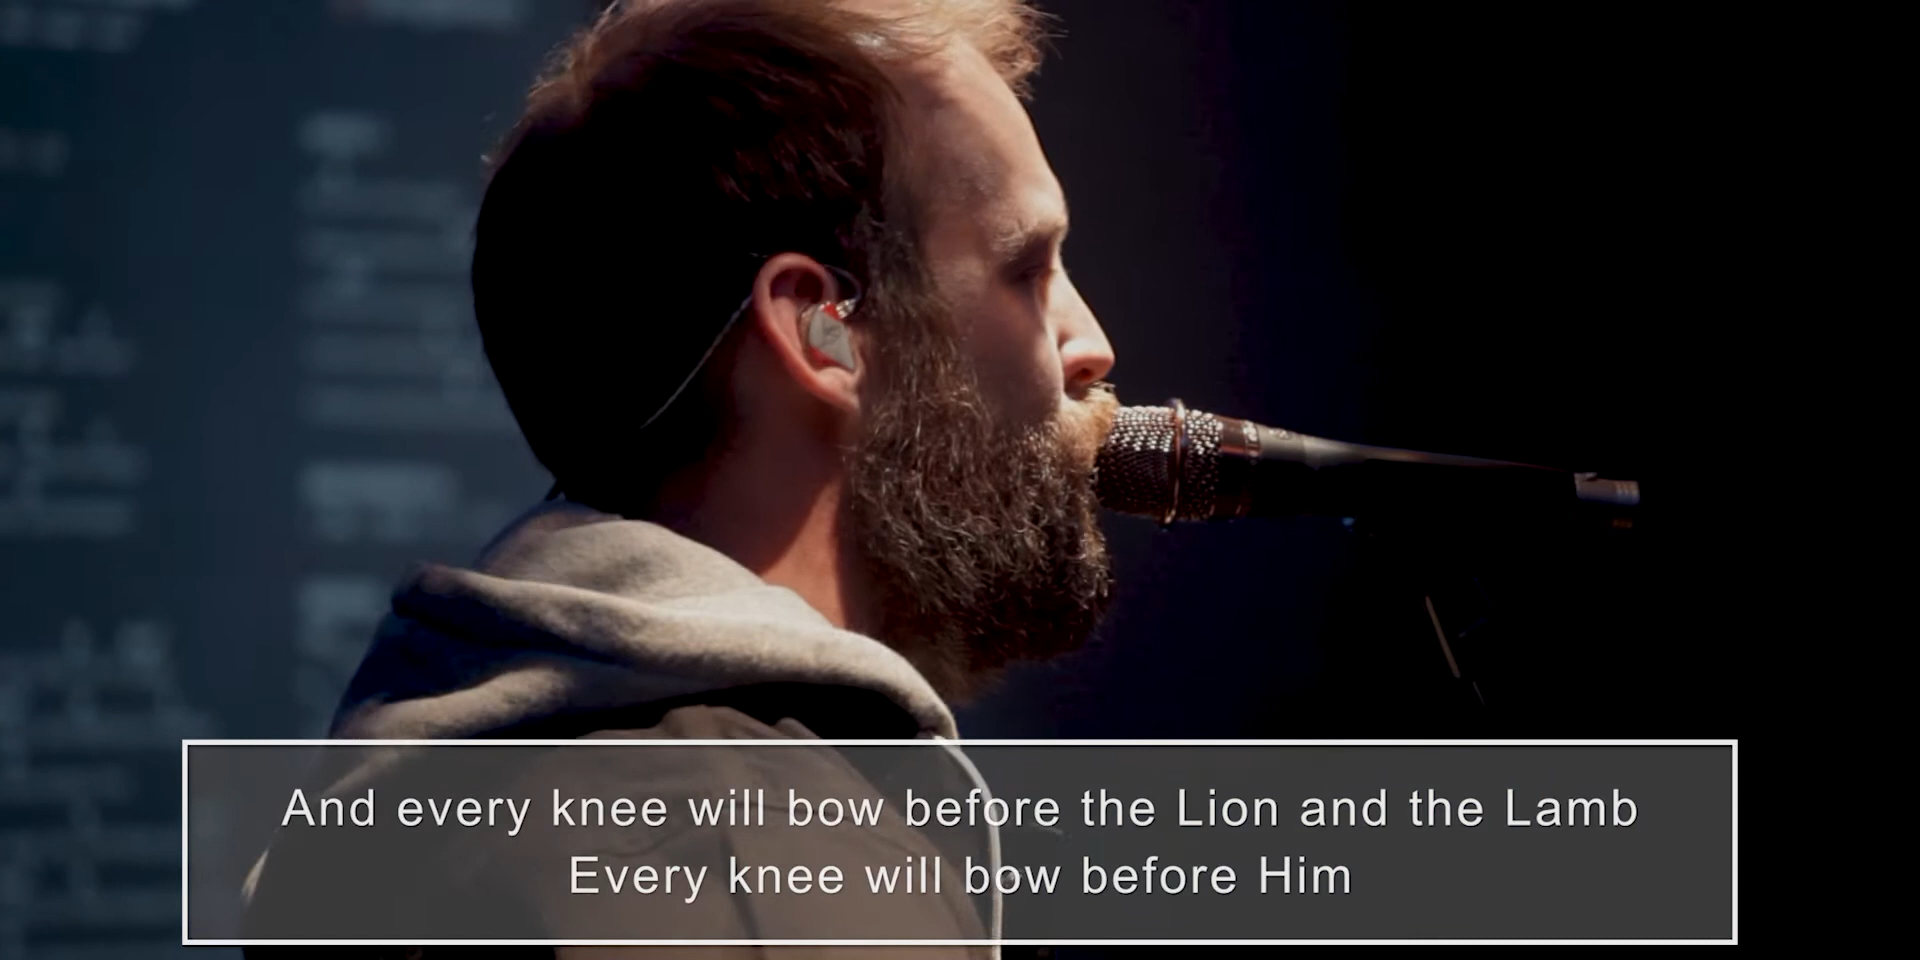 And every knee will bow before the Lion and the Lamb
Every knee will bow before Him